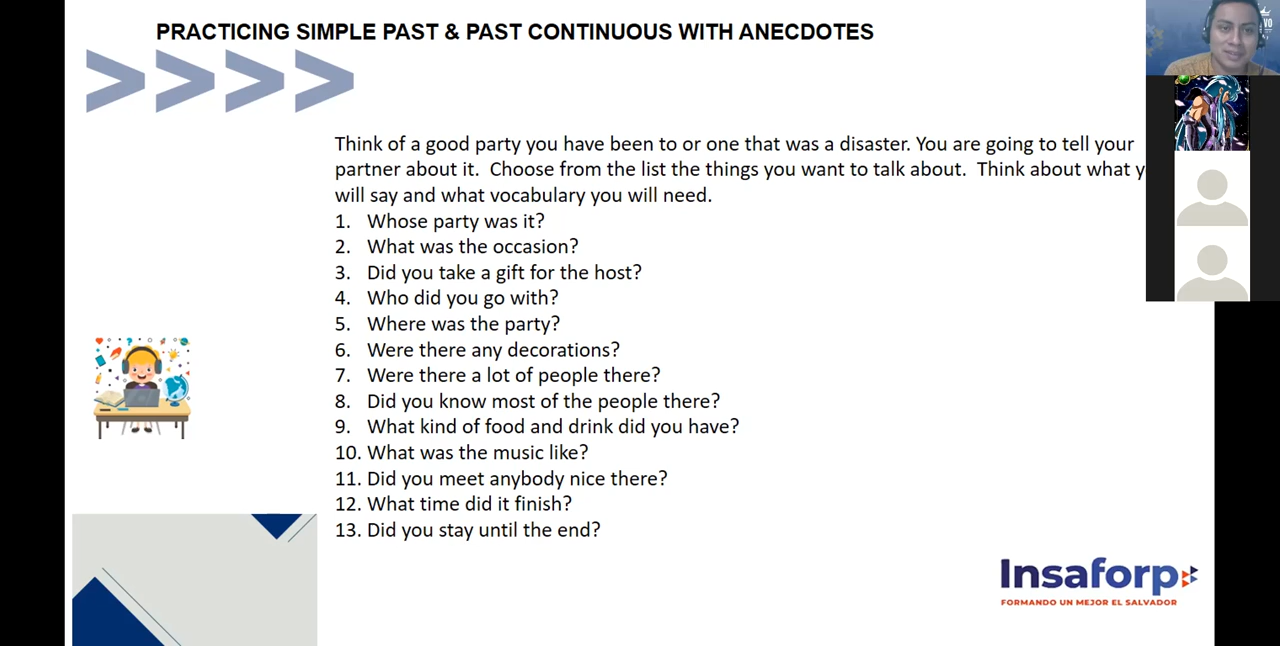 PRACTICING SIMPLE PAST & PAST CONTINUOUS WITH ANECDOTES
Think of a good party you have been to or one that was a disaster. You are going to tell your
partner about it. Choose from the list the things you want to talk about. Think about what y
will say and what vocabulary you will need.
1. Whose party was it?
2. What was the occasion?
3. Did you take a gift for the host?
4. Who did you go with?
5. Where was the party?
6. Were there any decorations?
7. Were there a lot of people there?
8. Did you know most of the people there?
9. What kind of food and drink did you have?
10. What was the music like?
11. Did you meet anybody nice there?
12. What time did it finish?
13. Did you stay until the end?
Insaforp
FORMANDO UN MEJOR EL SALVADOR